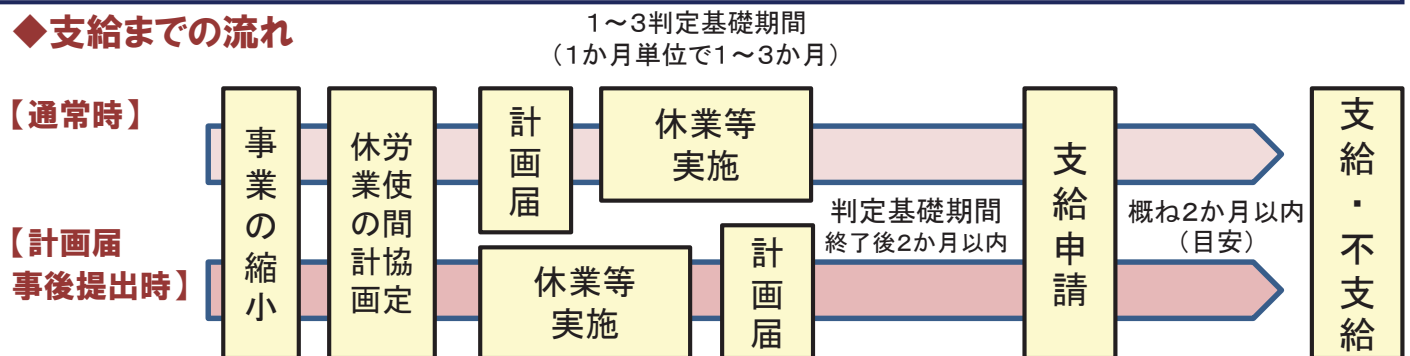 ◆支給までの流れ
1～3判定基礎期間
（1か月単位で1～3か月）
【通常時】
事業の縮小
労使間協定
休業の計画
計画届
休業等
実施
支給申請
支給・不支給
【計画届
事後提出時】
休業等
実施
計画届
判定基礎期間
終了後2か月以内
概ね2か月以内
（目安）